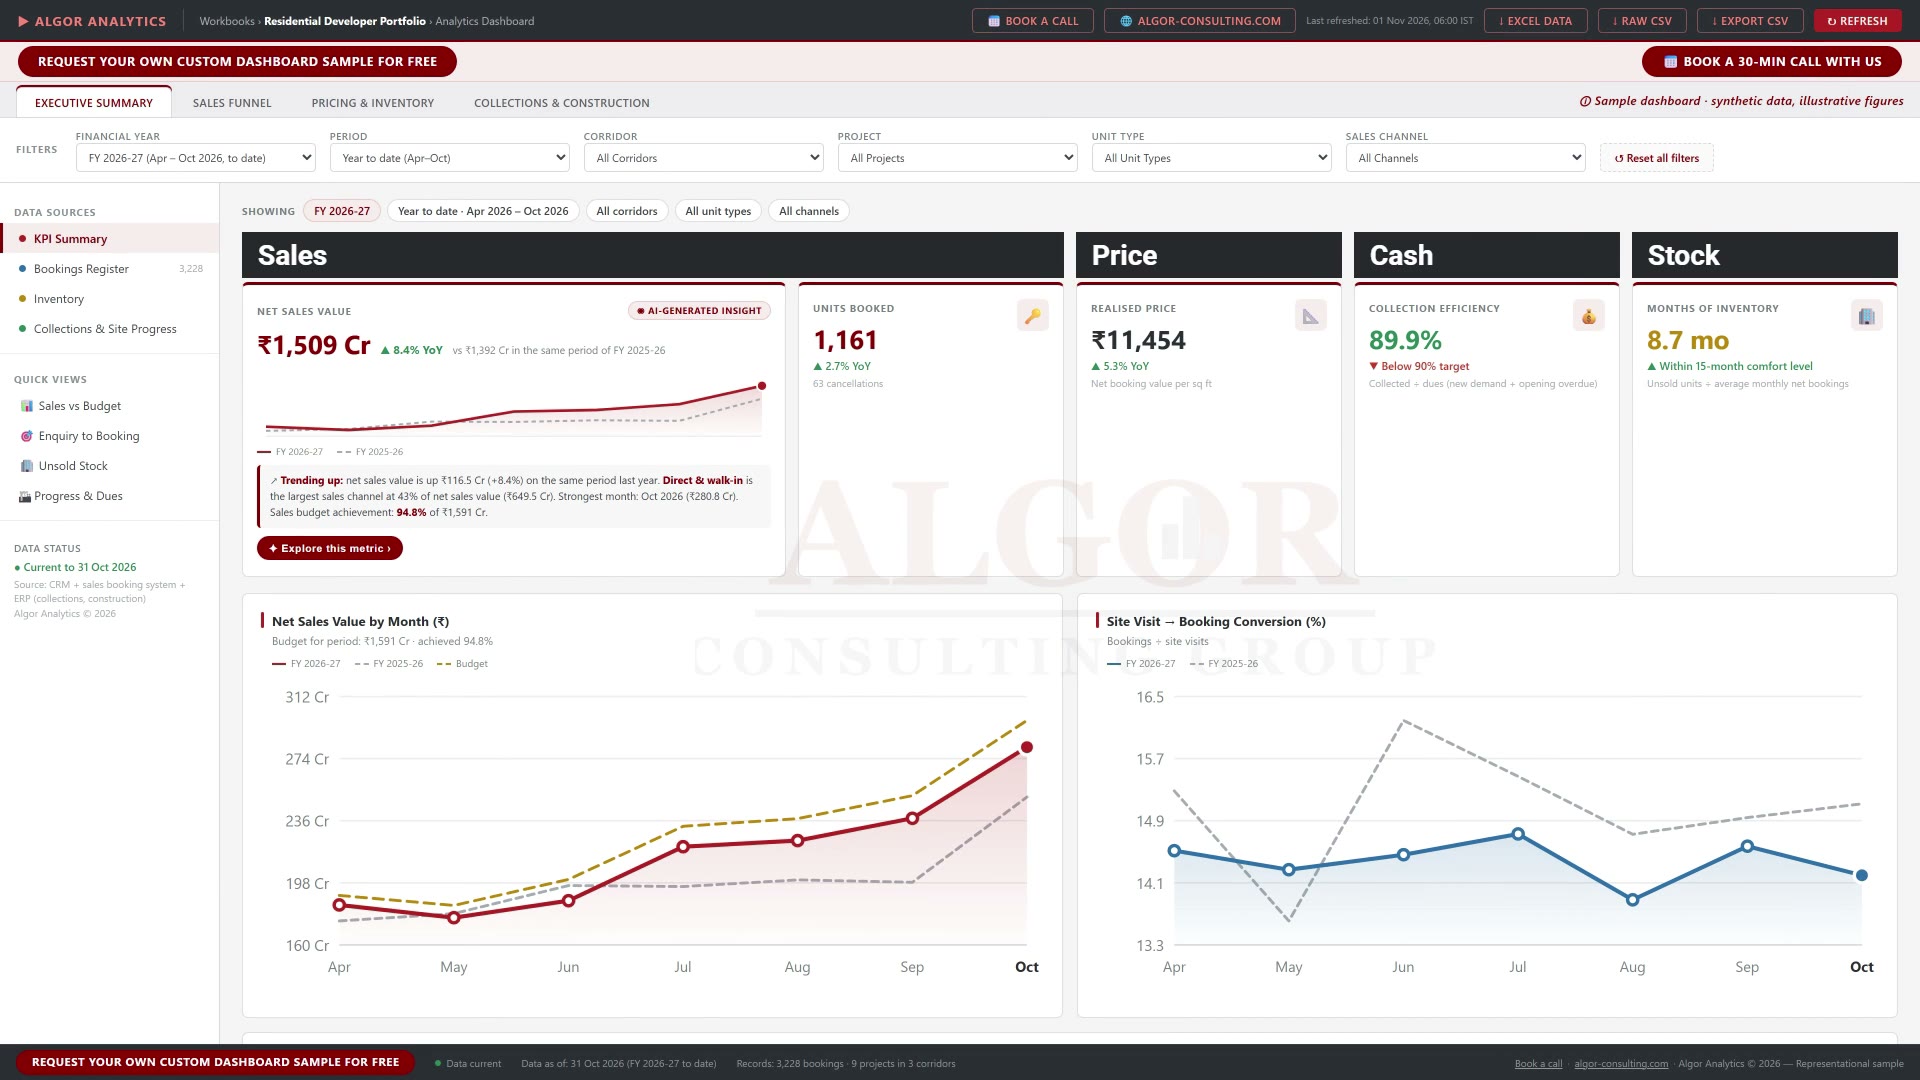 ▶ ALGOR ANALYTICS
Workbooks › Residential Developer Portfolio › Analytics Dashboard
BOOK A CALL
ALGOR-CONSULTING.COM
Last refreshed: 01 Nov 2026, 06:00 IST
↓ EXCEL DATA
↓ RAW CSV
↓ EXPORT CSV
↻ REFRESH
REQUEST YOUR OWN CUSTOM DASHBOARD SAMPLE FOR FREE
BOOK A 30-MIN CALL WITH US
EXECUTIVE SUMMARY
SALES FUNNEL
PRICING & INVENTORY
COLLECTIONS & CONSTRUCTION
ⓘ Sample dashboard · synthetic data, illustrative figures
FILTERS
FINANCIAL YEAR
FY 2026-27 (Apr – Oct 2026, to date)
PERIOD
Year to date (Apr–Oct)
CORRIDOR
All Corridors
PROJECT
All Projects
UNIT TYPE
All Unit Types
SALES CHANNEL
All Channels
↺ Reset all filters
DATA SOURCES
KPI Summary
Bookings Register 3,228
Inventory
Collections & Site Progress
QUICK VIEWS
Sales vs Budget
Enquiry to Booking
Unsold Stock
Progress & Dues
DATA STATUS
● Current to 31 Oct 2026
Source: CRM + sales booking system +
ERP (collections, construction)
Algor Analytics © 2026
SHOWING
FY 2026-27
Year to date · Apr 2026 – Oct 2026
All corridors
All unit types
All channels
Sales
Price
Cash
Stock
NET SALES VALUE
◉ AI-GENERATED INSIGHT
₹1,509 Cr ▲ 8.4% YoY vs ₹1,392 Cr in the same period of FY 2025-26
FY 2026-27
FY 2025-26
↗ Trending up: net sales value is up ₹116.5 Cr (+8.4%) on the same period last year. Direct & walk-in is
the largest sales channel at 43% of net sales value (₹649.5 Cr). Strongest month: Oct 2026 (₹280.8 Cr).
Sales budget achievement: 94.8% of ₹1,591 Cr.
✦ Explore this metric ›
UNITS BOOKED
1,161
▲ 2.7% YoY
63 cancellations
REALISED PRICE
₹11,454
▲ 5.3% YoY
Net booking value per sq ft
COLLECTION EFFICIENCY
89.9%
▼ Below 90% target
Collected ÷ dues (new demand + opening overdue)
MONTHS OF INVENTORY
8.7 mo
▲ Within 15-month comfort level
Unsold units ÷ average monthly net bookings
ALGOR
CONSULTING GROUP
Net Sales Value by Month (₹)
Budget for period: ₹1,591 Cr · achieved 94.8%
FY 2026-27
FY 2025-26
Budget
312 Cr
274 Cr
236 Cr
198 Cr
160 Cr
Apr May Jun Jul Aug Sep Oct
Site Visit → Booking Conversion (%)
Bookings ÷ site visits
FY 2026-27
FY 2025-26
16.5
15.7
14.9
14.1
13.3
Apr May Jun Jul Aug Sep Oct
REQUEST YOUR OWN CUSTOM DASHBOARD SAMPLE FOR FREE
● Data current
Data as of: 31 Oct 2026 (FY 2026-27 to date)
Records: 3,228 bookings · 9 projects in 3 corridors
Book a call · algor-consulting.com · Algor Analytics © 2026 — Representational sample